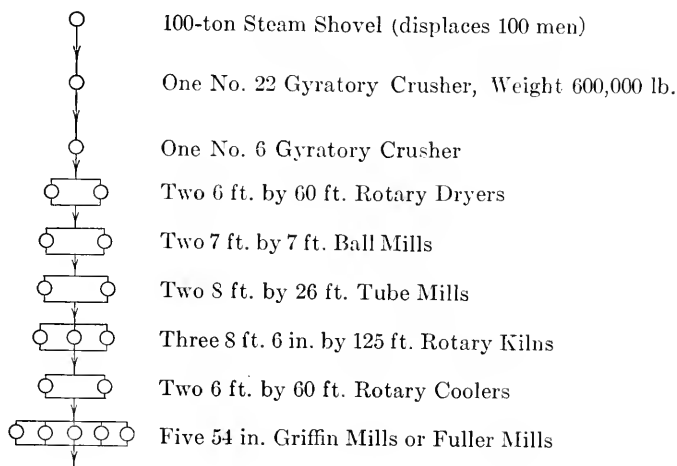 100-ton Steam Shovel (displaces 100 men)
One No. 22 Gyratory Crusher, Weight 600,000 lb.
One No. 6 Gyratory Crusher
Two 6 ft. by 60 ft. Rotary Dryers
Two 7 ft. by 7 ft. Ball Mills
Two 8 ft. by 26 ft. Tube Mills
Three 8 ft. 6 in. by 125 ft. Rotary Kilns
Two 6 ft. by 60 ft. Rotary Coolers
Five 54 in. Griffin Mills or Fuller Mills